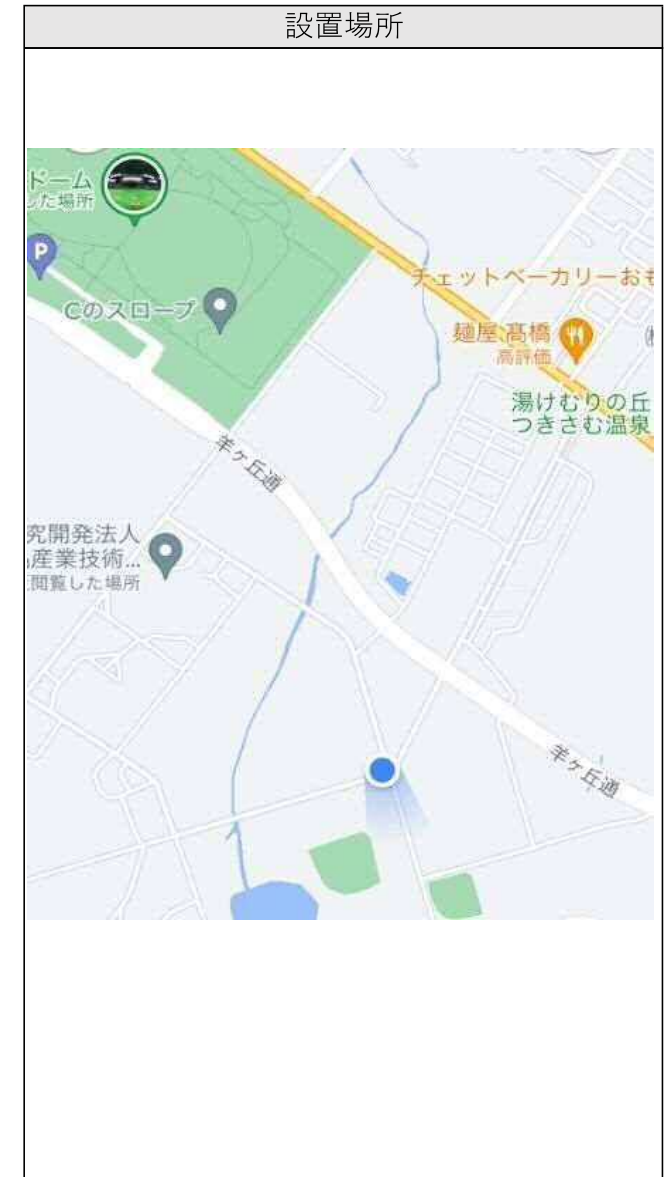 設置場所
ドーム
した場所
P
Cのスロープ
チェットベーカリーおも
麺屋 高橋
高評価
湯けむりの丘
つきさむ温泉
羊ヶ丘通
究開発法人
産業技術...
閲覧した場所
羊ヶ丘通